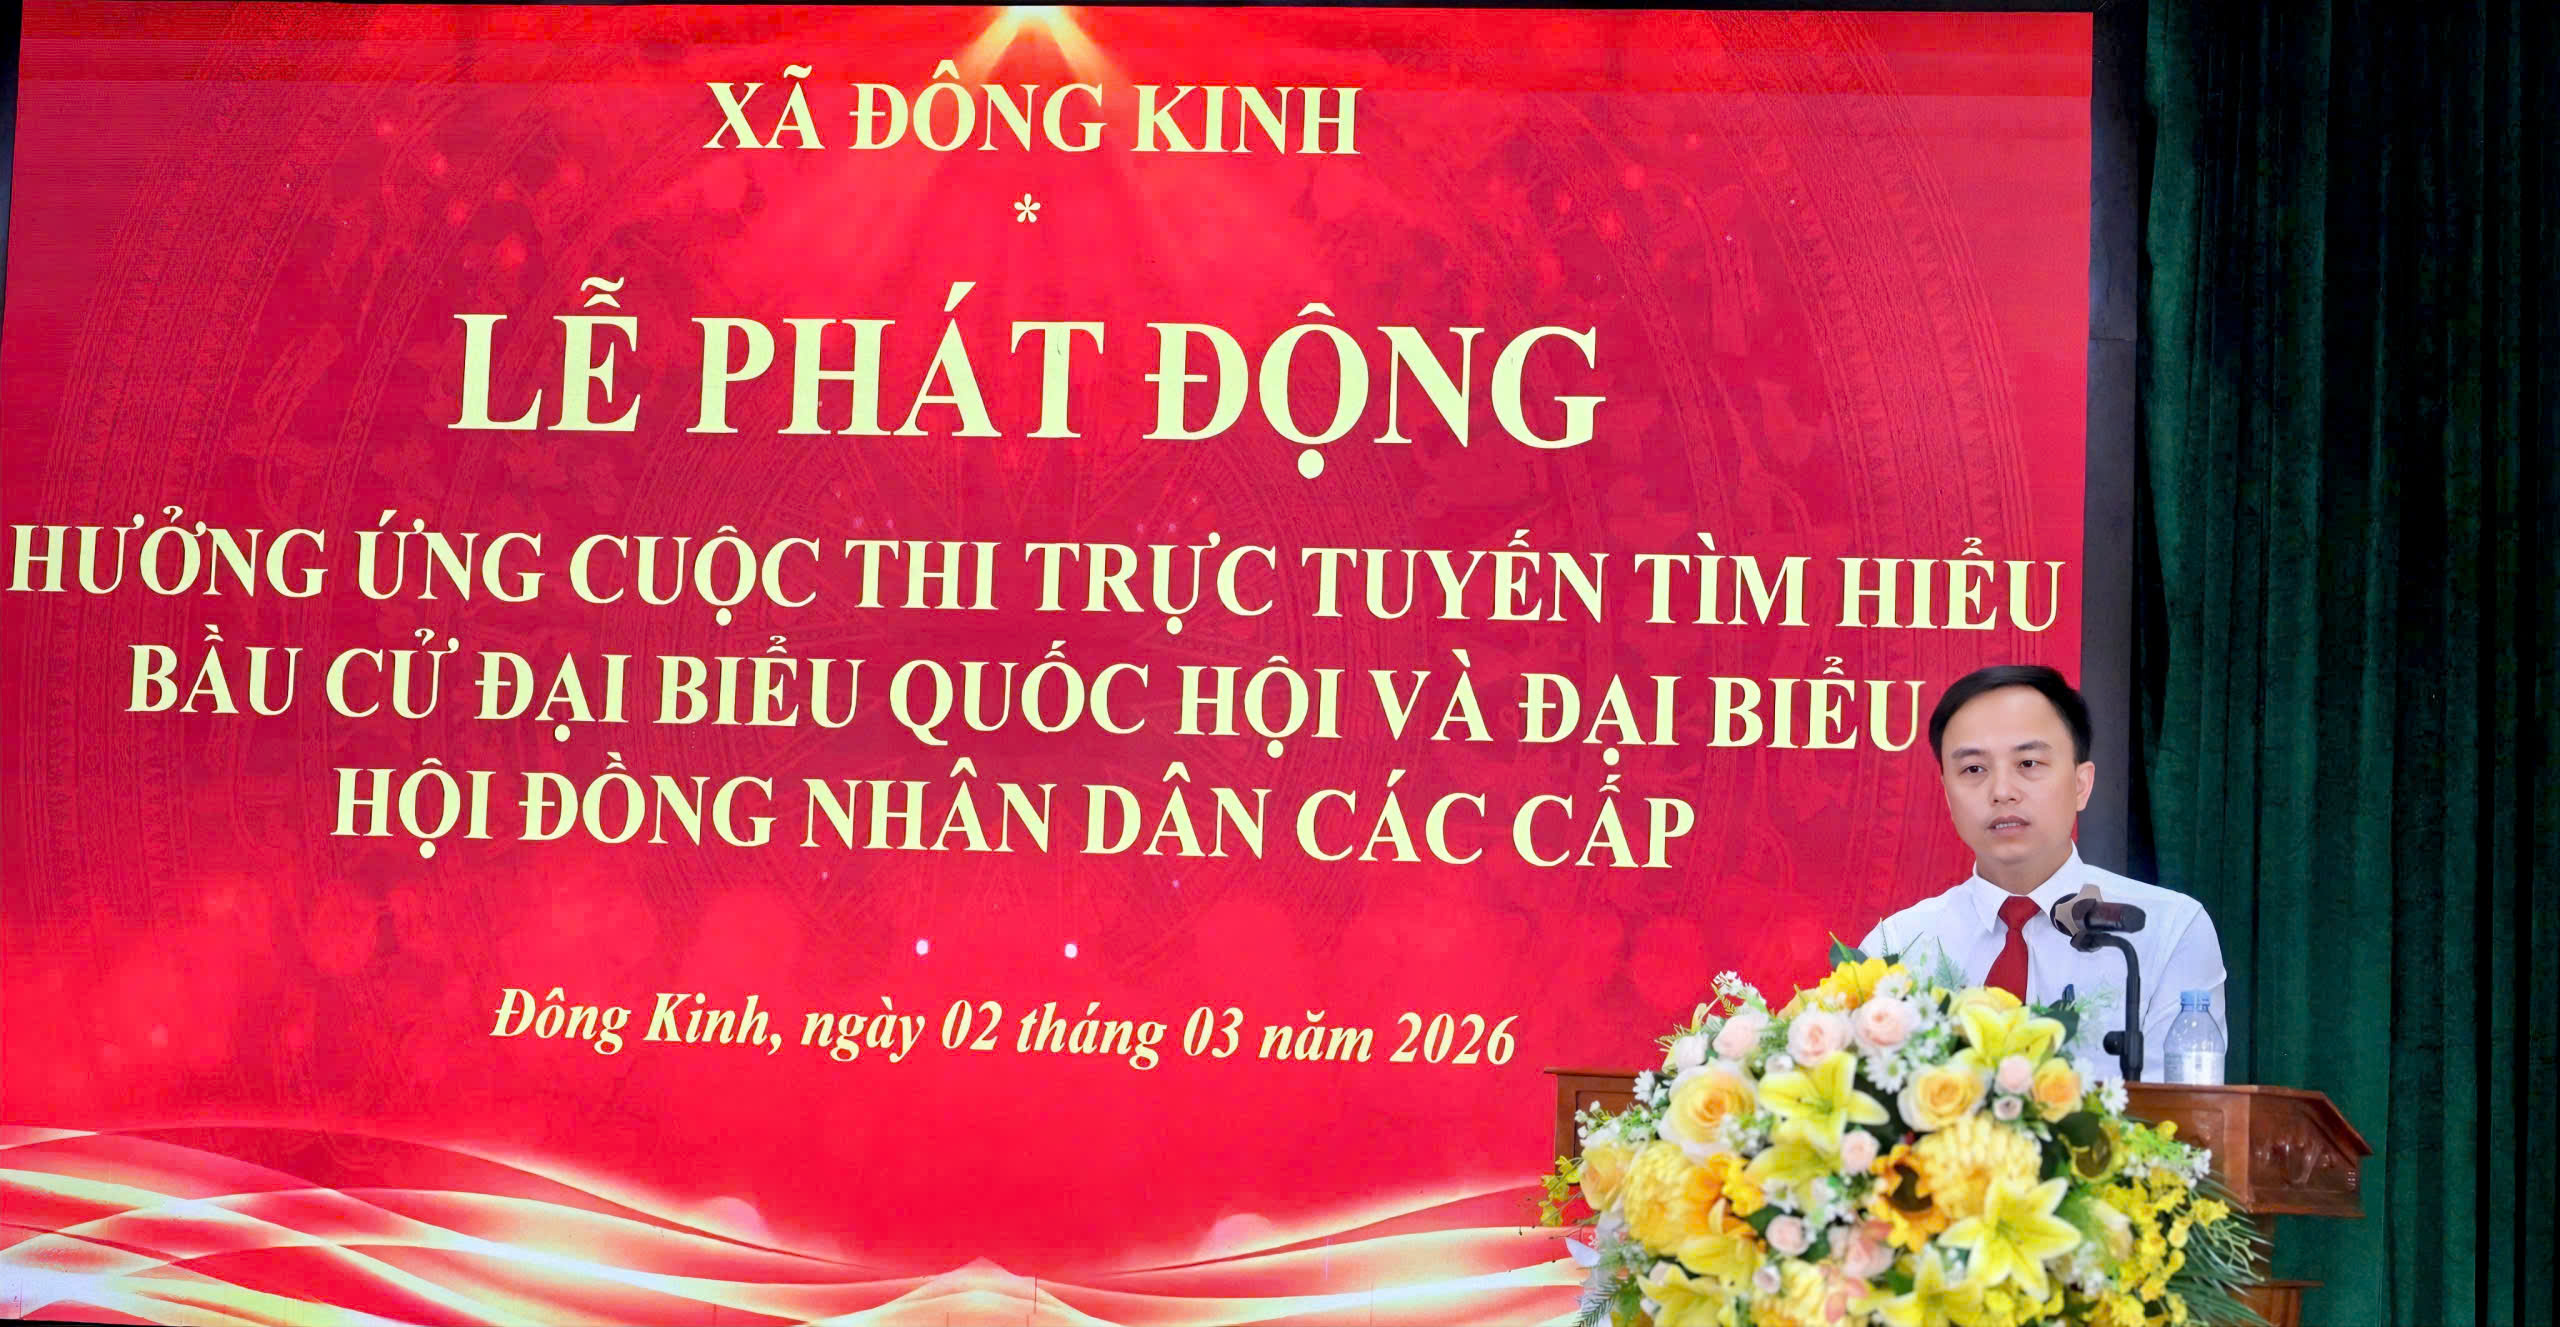 XÃ ĐÔNG KINH
*
LỄ PHÁT ĐỘNG
HƯỞNG ỨNG CUỘC THI TRỰC TUYẾN TÌM HIỂU
BẦU CỬ ĐẠI BIỂU QUỐC HỘI VÀ ĐẠI BIỂU
HỘI ĐỒNG NHÂN DÂN CÁC CẤP
Đông Kinh, ngày 02 tháng 03 năm 2026